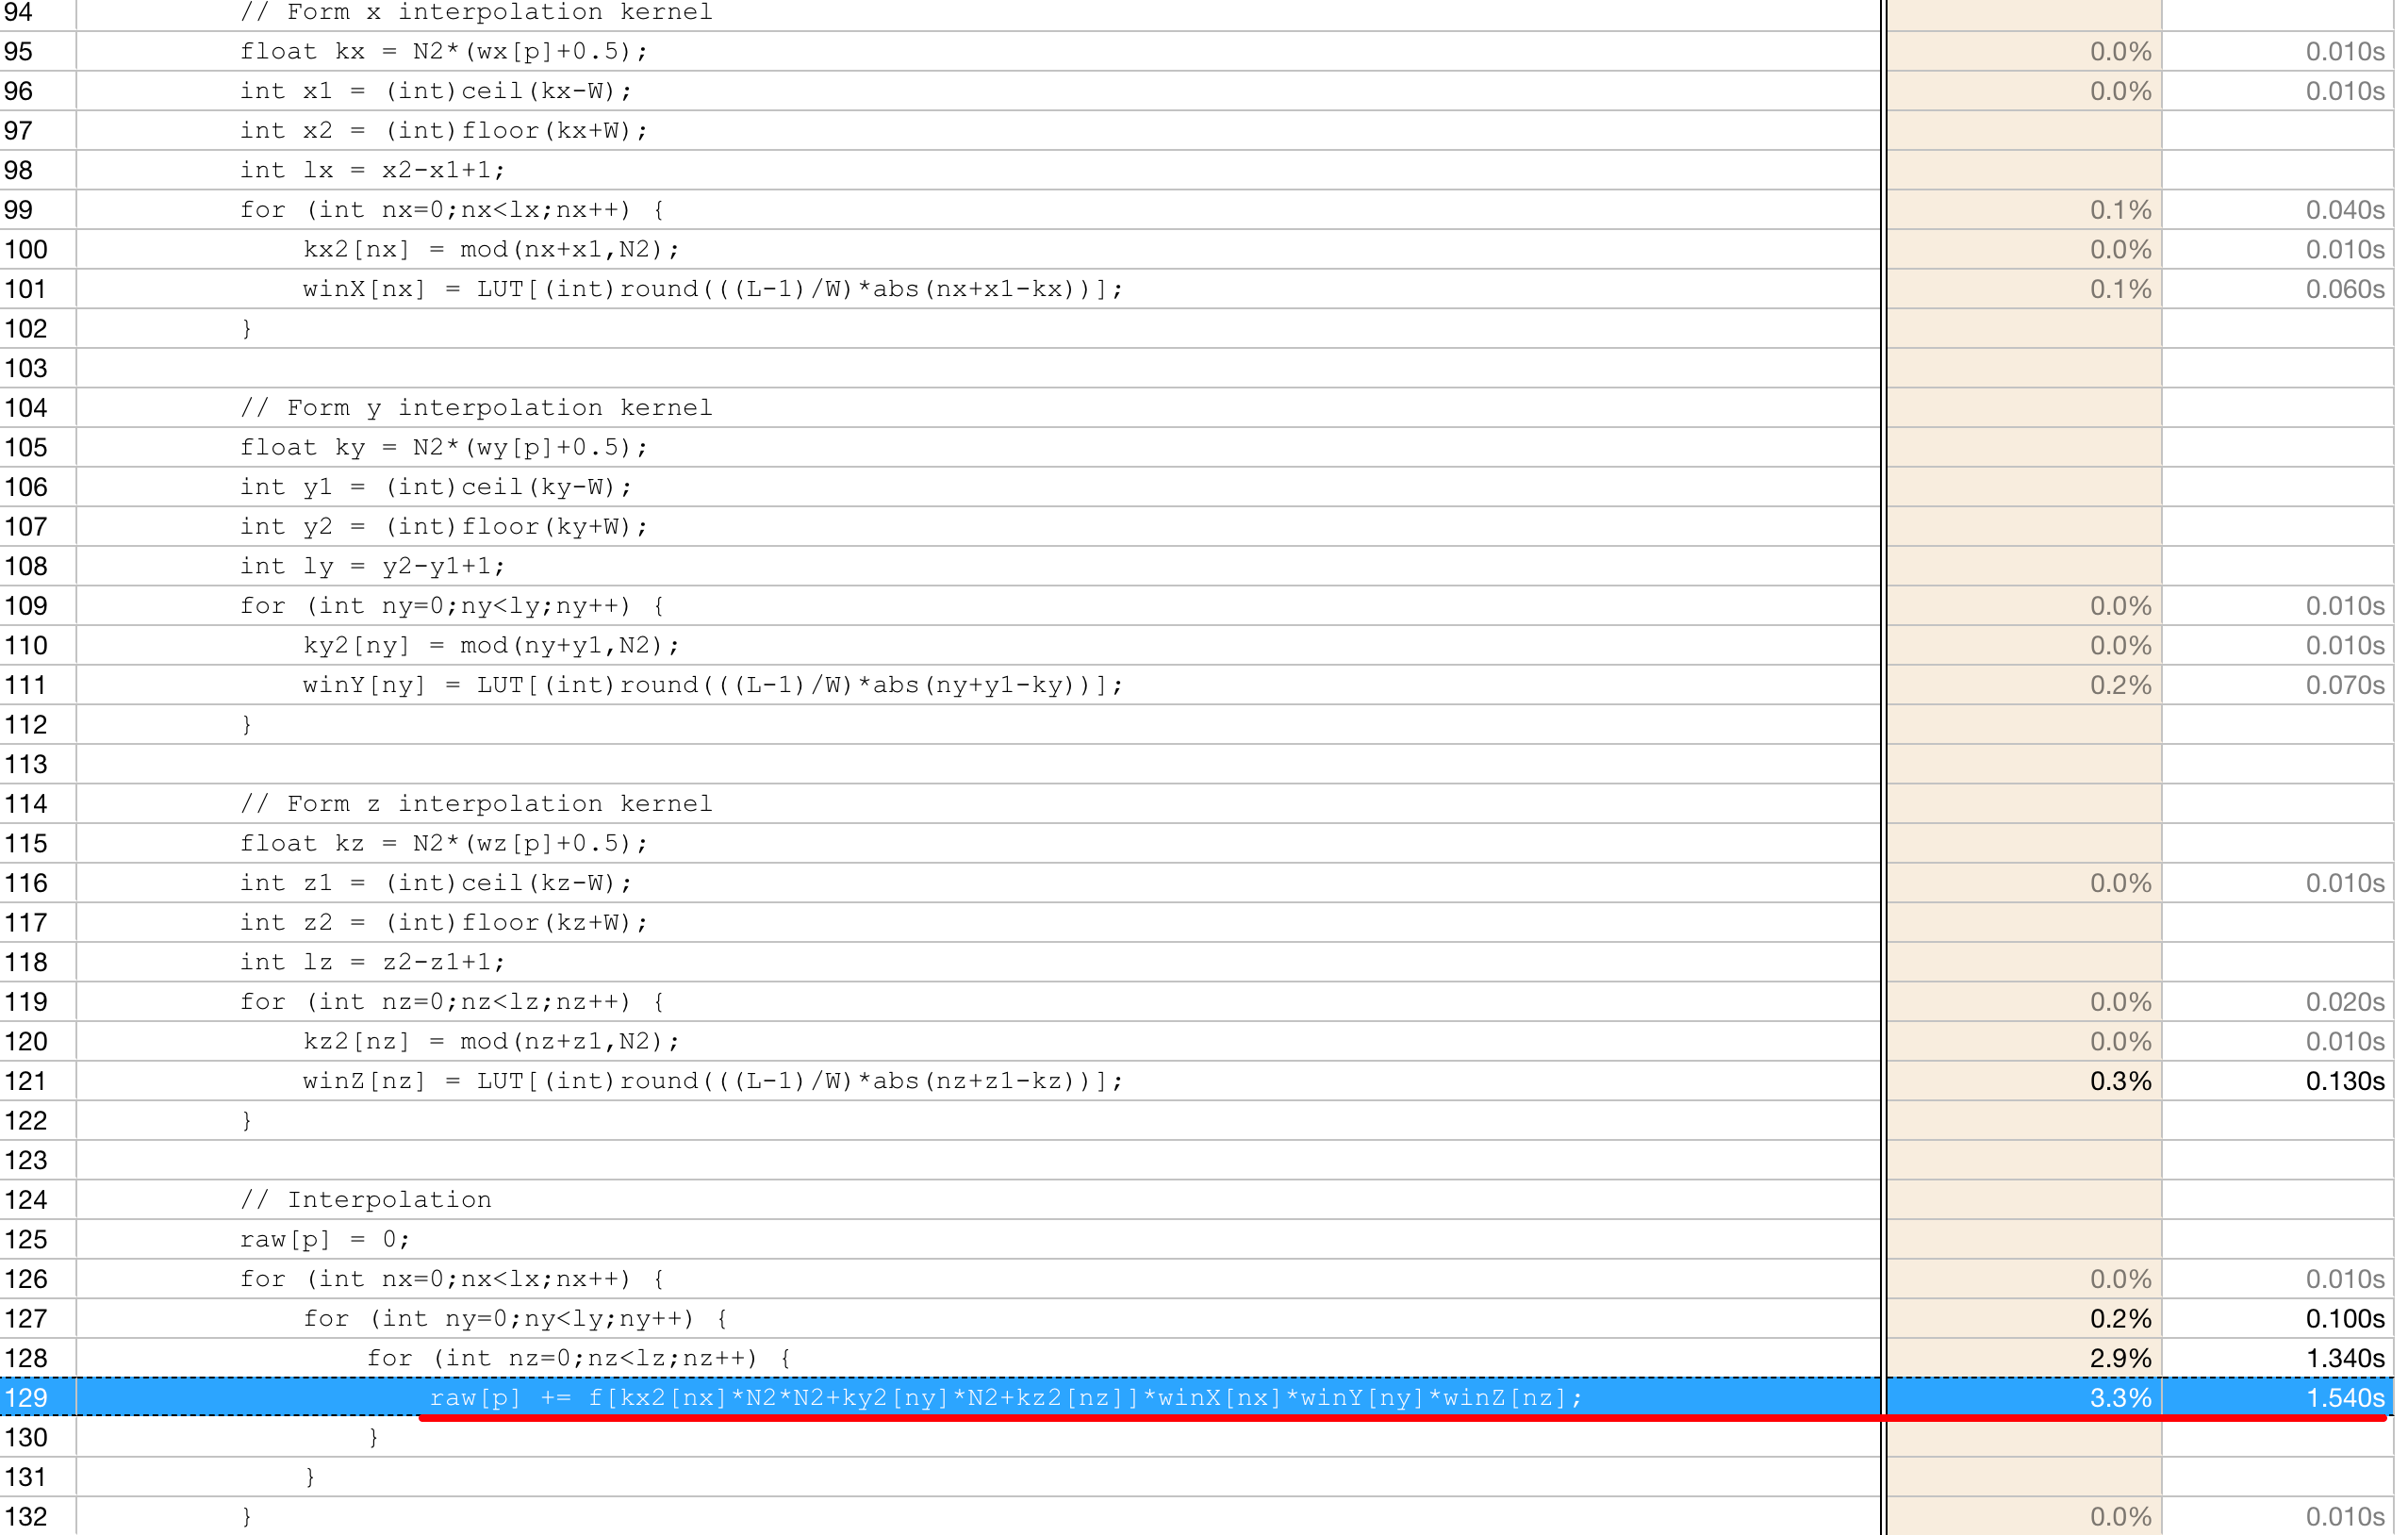 94 // Form x interpolation kernel
95 float kx = N2*(wx[p]+0.5); 0.0% 0.010s
96 int x1 = (int)ceil(kx-W); 0.0% 0.010s
97 int x2 = (int)floor(kx+W);
98 int lx = x2-x1+1;
99 for (int nx=0;nx<lx;nx++) { 0.1% 0.040s
100 kx2[nx] = mod(nx+x1,N2); 0.0% 0.010s
101 winX[nx] = LUT[(int)round(((L-1)/W)*abs(nx+x1-kx))]; 0.1% 0.060s
102 }
103
104 // Form y interpolation kernel
105 float ky = N2*(wy[p]+0.5);
106 int y1 = (int)ceil(ky-W);
107 int y2 = (int)floor(ky+W);
108 int ly = y2-y1+1;
109 for (int ny=0;ny<ly;ny++) { 0.0% 0.010s
110 ky2[ny] = mod(ny+y1,N2); 0.0% 0.010s
111 winY[ny] = LUT[(int)round(((L-1)/W)*abs(ny+y1-ky))]; 0.2% 0.070s
112 }
113
114 // Form z interpolation kernel
115 float kz = N2*(wz[p]+0.5);
116 int z1 = (int)ceil(kz-W); 0.0% 0.010s
117 int z2 = (int)floor(kz+W);
118 int lz = z2-z1+1;
119 for (int nz=0;nz<lz;nz++) { 0.0% 0.020s
120 kz2[nz] = mod(nz+z1,N2); 0.0% 0.010s
121 winZ[nz] = LUT[(int)round(((L-1)/W)*abs(nz+z1-kz))]; 0.3% 0.130s
122 }
123
124 // Interpolation
125 raw[p] = 0;
126 for (int nx=0;nx<lx;nx++) { 0.0% 0.010s
127 for (int ny=0;ny<ly;ny++) { 0.2% 0.100s
128 for (int nz=0;nz<lz;nz++) { 2.9% 1.340s
129 raw[p] += f[kx2[nx]*N2*N2+ky2[ny]*N2+kz2[nz]]*winX[nx]*winY[ny]*winZ[nz]; 3.3% 1.540s
130 }
131 }
132 } 0.0% 0.010s